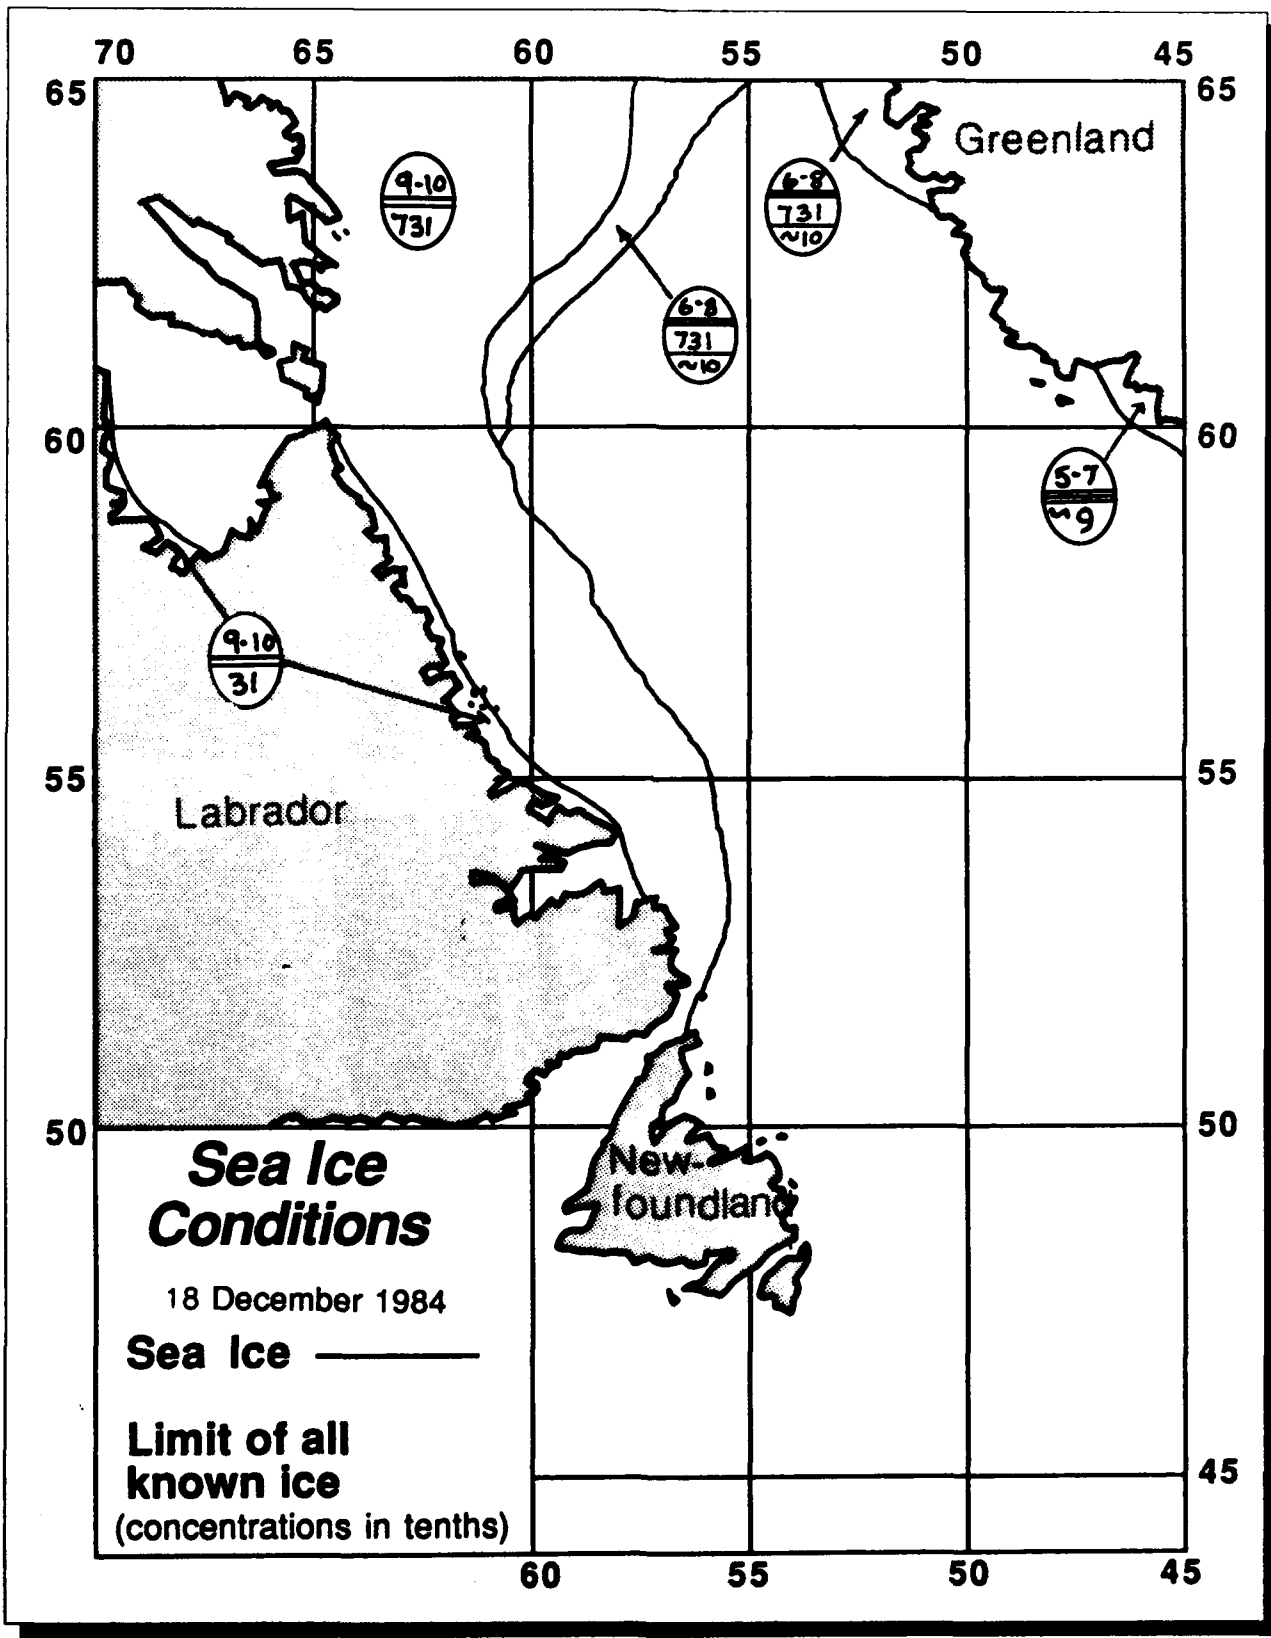 70 65 60 55 50 45
65 65
Greenland
9-10
731
6-8
731
~10
6-8
731
~10
60 60
5-7
~9
9-10
31
55 55
Labrador
50 50
New-
foundland
Sea Ice
Conditions
18 December 1984
Sea Ice
Limit of all
known ice
(concentrations in tenths)
45
60 55 50 45